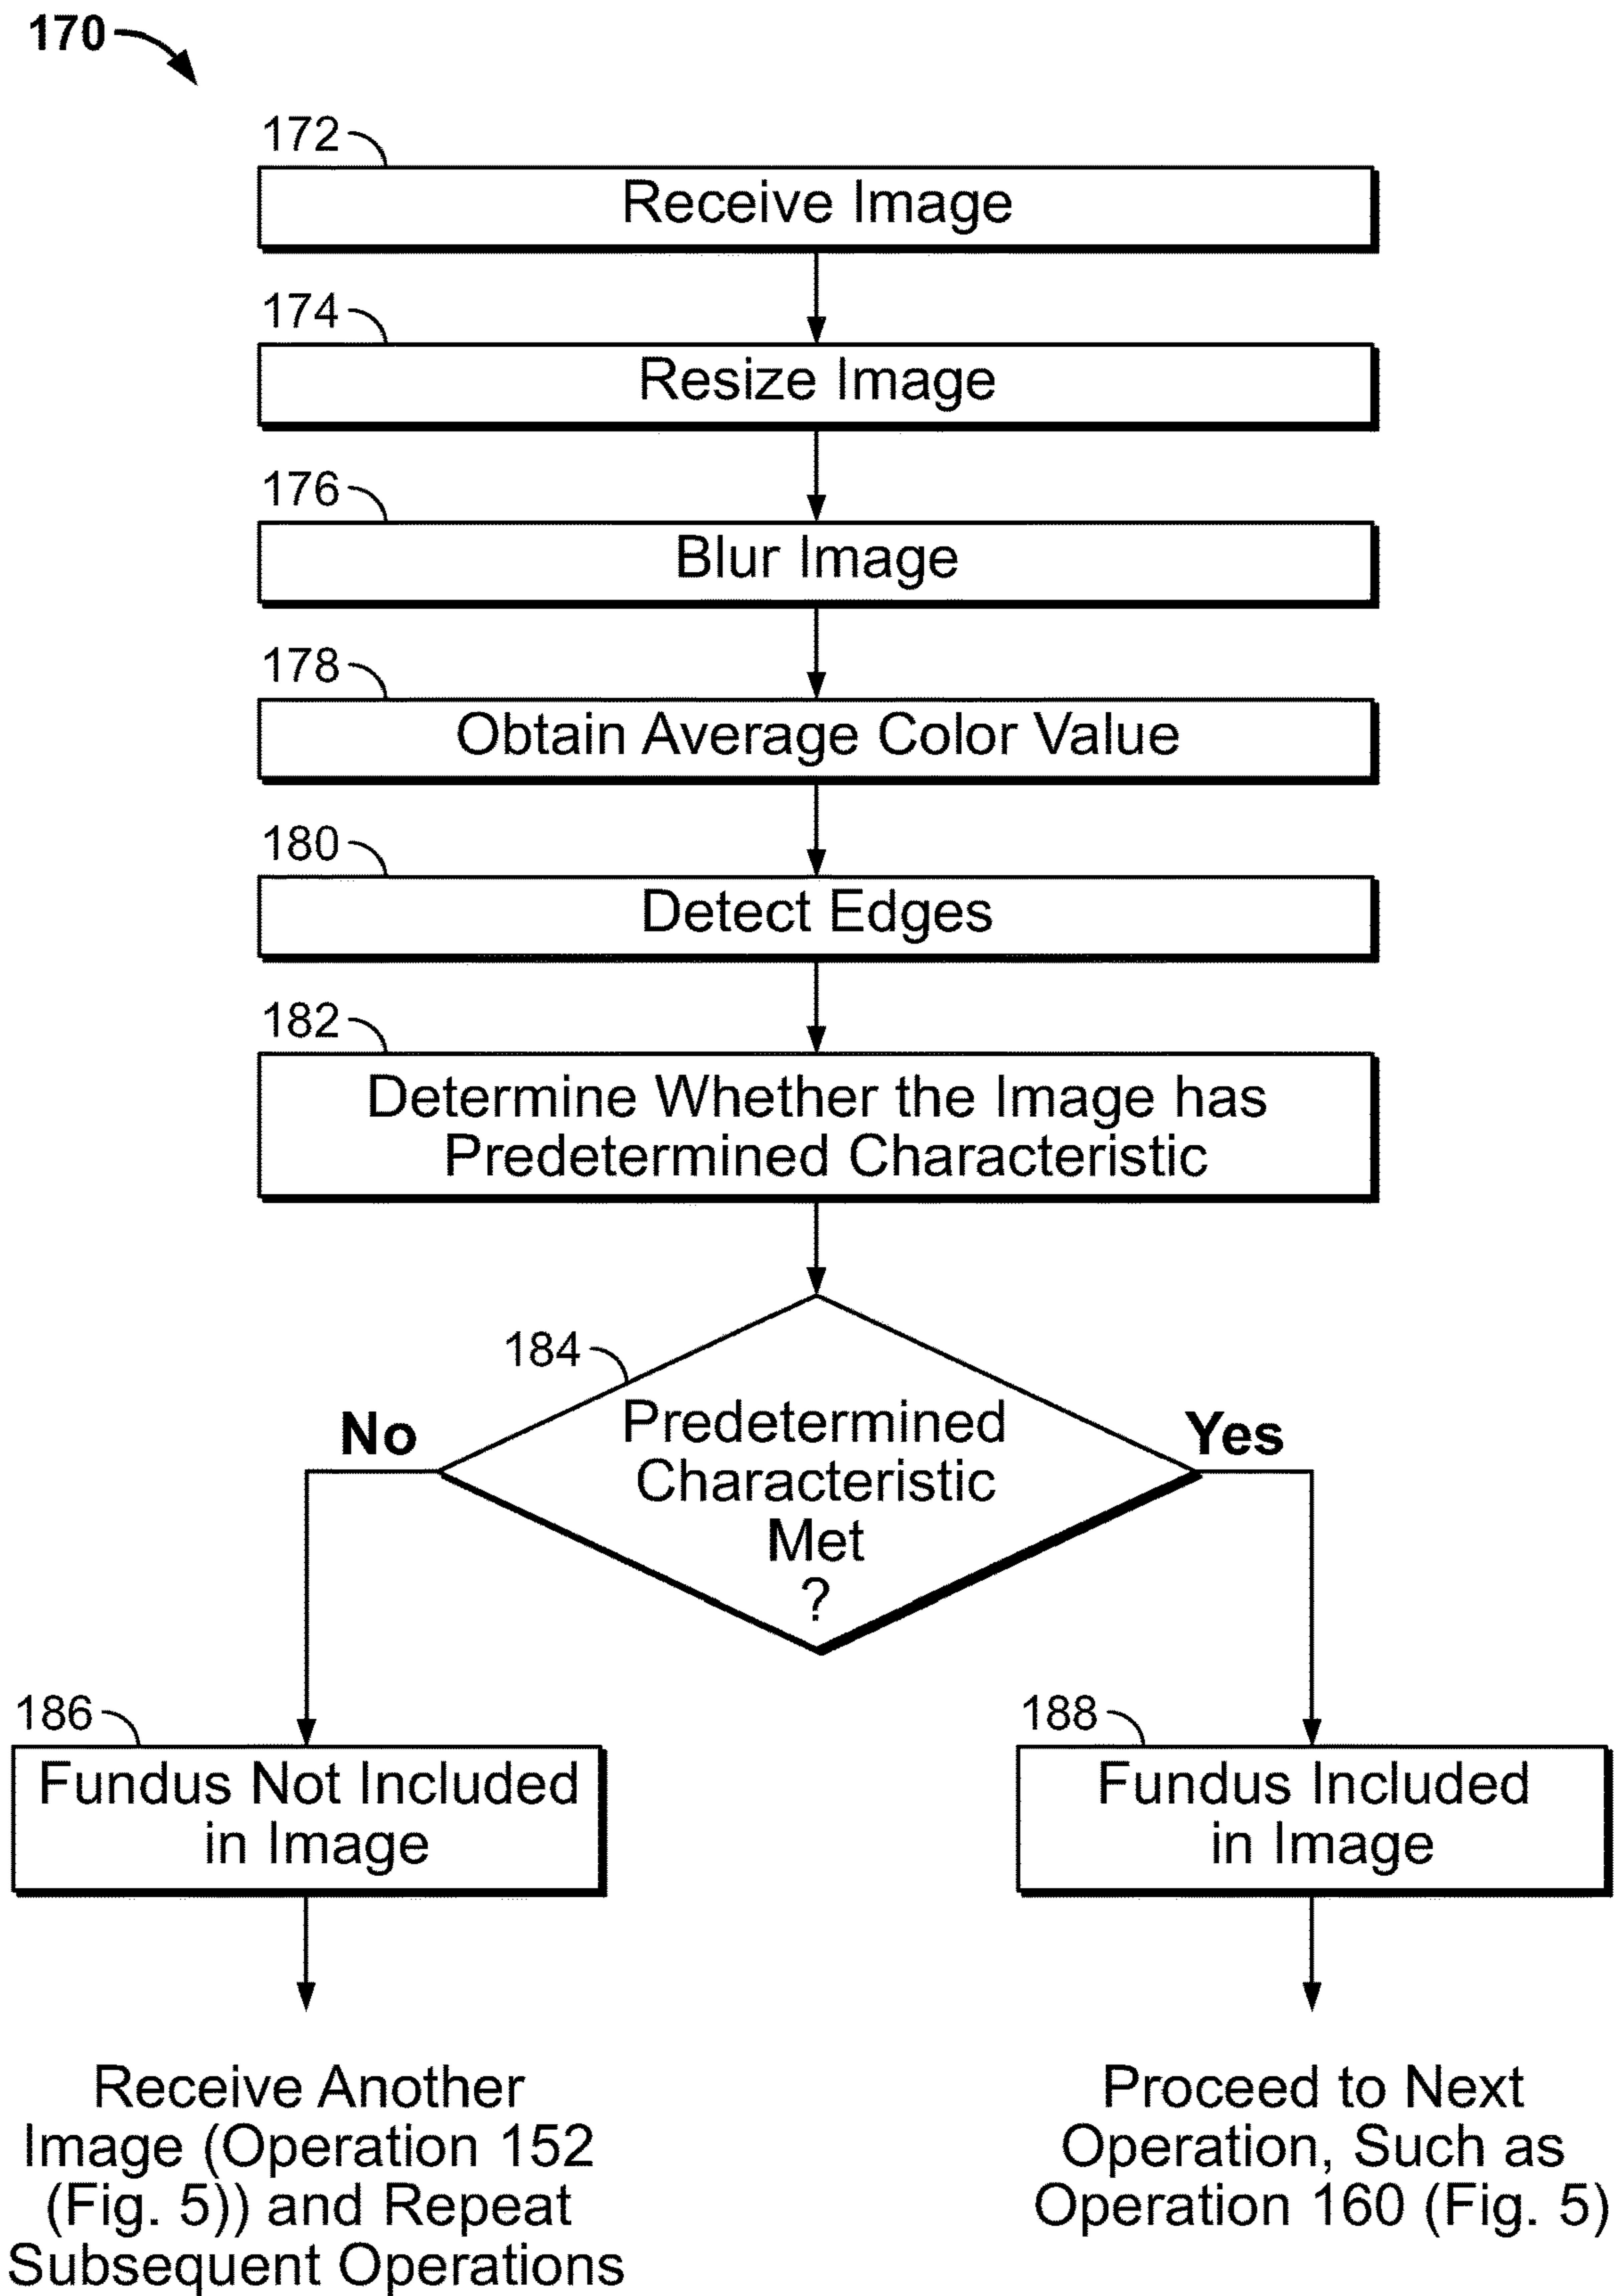 170
172
Receive Image
174
Resize Image
176
Blur Image
178
Obtain Average Color Value
180
Detect Edges
182
Determine Whether the Image has
Predetermined Characteristic
184
No
Predetermined
Characteristic
Met
?
Yes
186
Fundus Not Included
in Image
188
Fundus Included
in Image
Receive Another
Image (Operation 152
(Fig. 5)) and Repeat
Subsequent Operations
Proceed to Next
Operation, Such as
Operation 160 (Fig. 5)